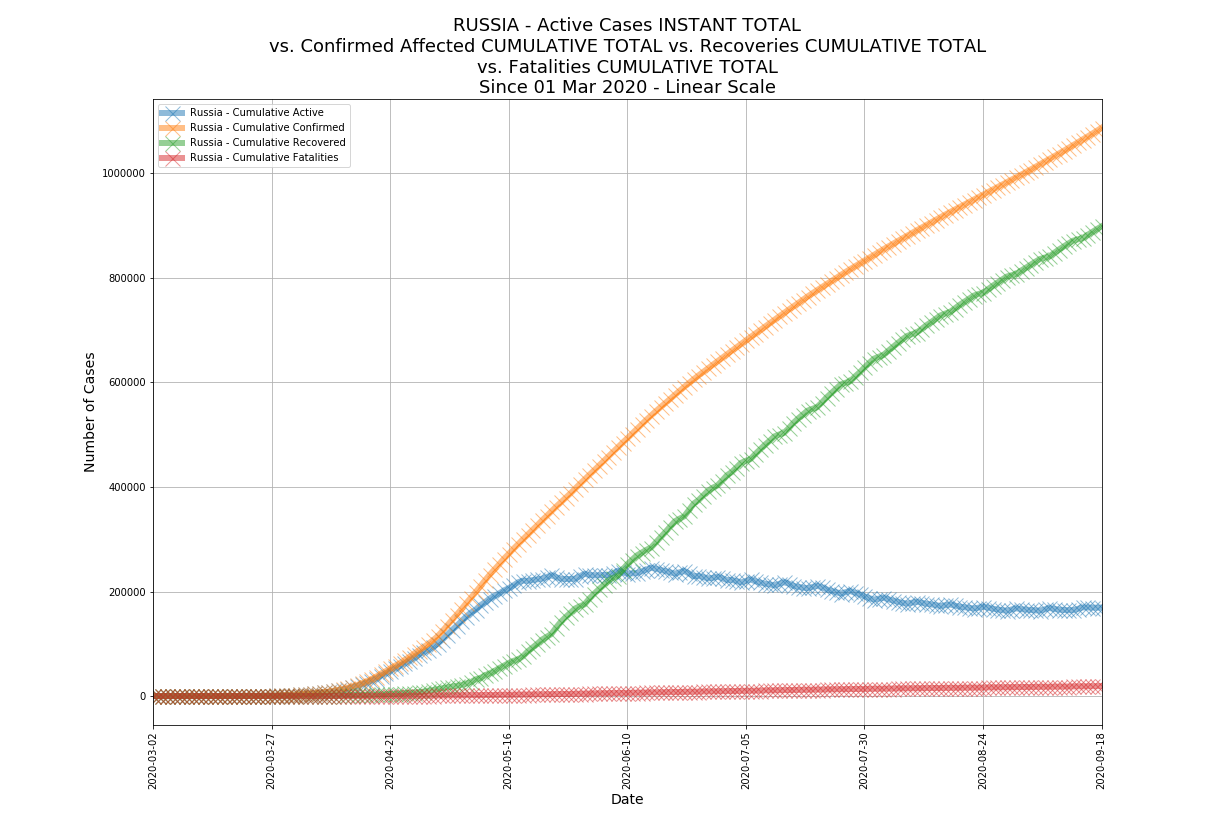 RUSSIA - Active Cases INSTANT TOTAL
vs. Confirmed Affected CUMULATIVE TOTAL vs. Recoveries CUMULATIVE TOTAL
vs. Fatalities CUMULATIVE TOTAL
Since 01 Mar 2020 - Linear Scale
Russia - Cumulative Active
Russia - Cumulative Confirmed
Russia - Cumulative Recovered
Russia - Cumulative Fatalities
Number of Cases
1000000
800000
600000
400000
200000
0
2020-03-02
2020-03-27
2020-04-21
2020-05-16
2020-06-10
2020-07-05
2020-07-30
2020-08-24
2020-09-18
Date